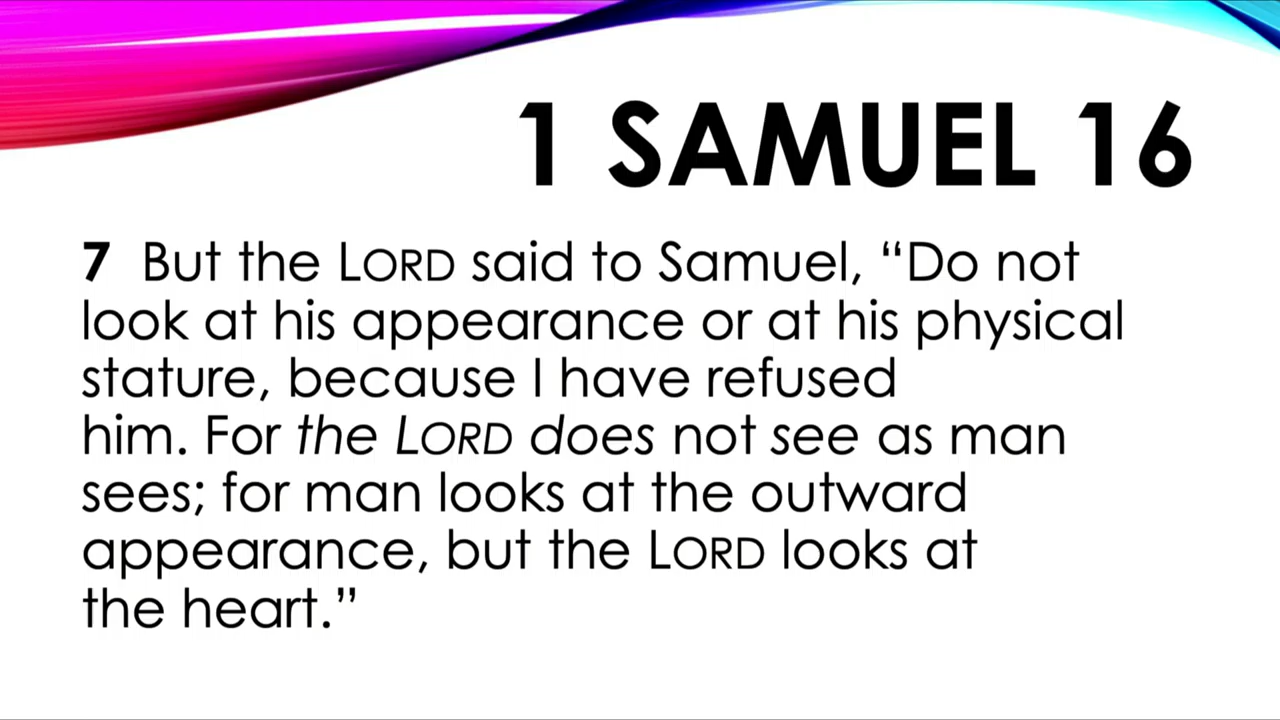 1 SAMUEL 16
7 But the LORD said to Samuel, “Do not
look at his appearance or at his physical
stature, because I have refused
him. For the LORD does not see as man
sees; for man looks at the outward
appearance, but the LORD looks at
the heart.”